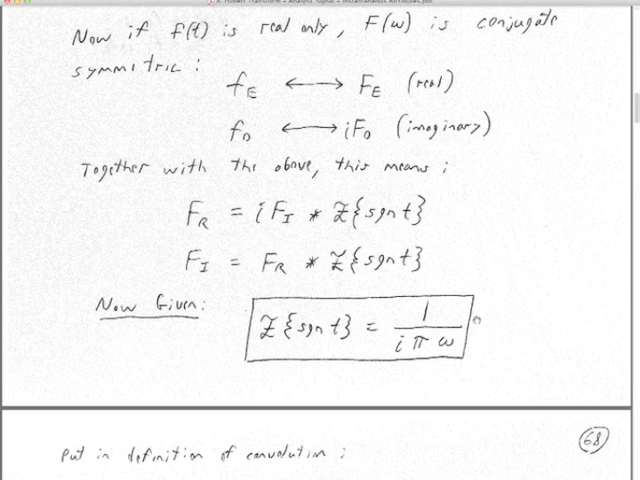 Now if f(t) is real only, F(ω) is conjugate
symmetric:
f_E ⟷ F_E (real)
f_O ⟷ iF_O (imaginary)
Together with the above, this means:
F_R = iF_I * Z{sgn t}
F_I = F_R * Z{sgn t}
Now Given:
Z{sgn t} = 1/(iπω)
68
Put in definition of convolution: